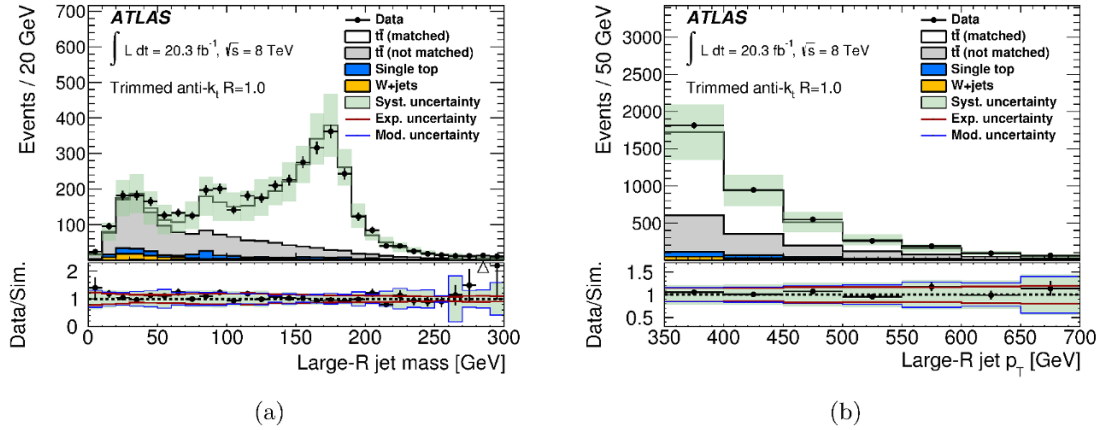 ATLAS
∫ L dt = 20.3 fb⁻¹, √s = 8 TeV
Trimmed anti-kₜ R=1.0
Data
tt̄ (matched)
tt̄ (not matched)
Single top
W+jets
Syst. uncertainty
Exp. uncertainty
Mod. uncertainty
Events / 20 GeV
700
600
500
400
300
200
100
Data/Sim.
2
1
0
0 50 100 150 200 250 300
Large-R jet mass [GeV]
(a)
ATLAS
∫ L dt = 20.3 fb⁻¹, √s = 8 TeV
Trimmed anti-kₜ R=1.0
Data
tt̄ (matched)
tt̄ (not matched)
Single top
W+jets
Syst. uncertainty
Exp. uncertainty
Mod. uncertainty
Events / 50 GeV
3000
2500
2000
1500
1000
500
Data/Sim.
1.5
1
0.5
350 400 450 500 550 600 650 700
Large-R jet p_T [GeV]
(b)